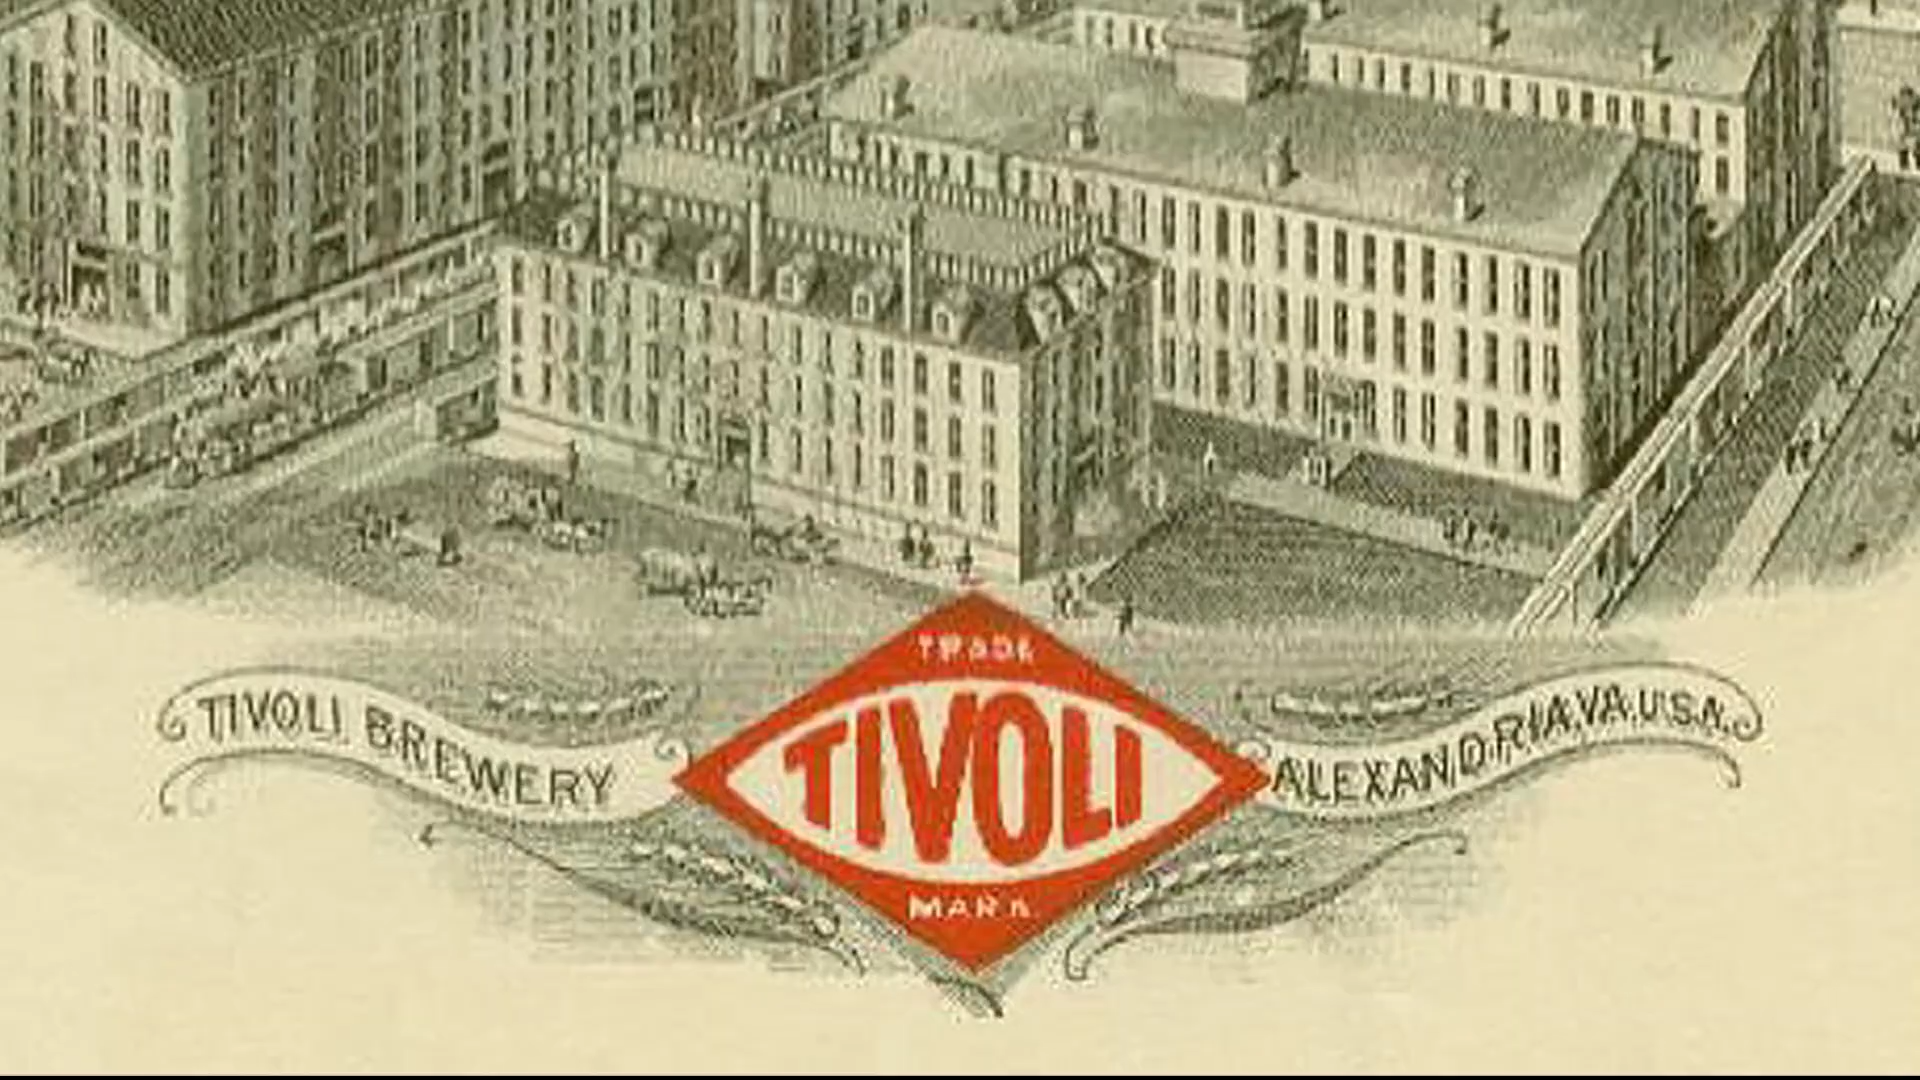 TRADE
TIVOLI
MARK
TIVOLI BREWERY
ALEXANDRIA, VA. U.S.A.